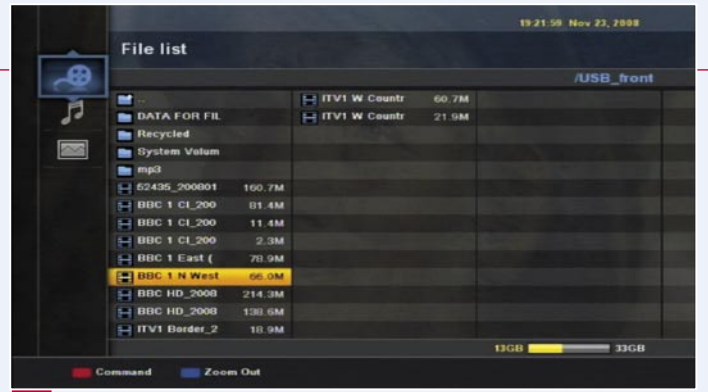 19:21:59 Nov 23, 2008
File list
/USB_front
..
DATA FOR FIL
Recycled
System Volum
mp3
52435_200801 160.7M
BBC 1 CI_200 81.4M
BBC 1 CI_200 11.4M
BBC 1 CI_200 2.3M
BBC 1 East ( 78.9M
BBC 1 N West 66.0M
BBC HD_2008 214.3M
BBC HD_2008 138.6M
ITV1 Border_2 18.9M
ITV1 W Countr 60.7M
ITV1 W Countr 21.9M
13GB 33GB
Command Zoom Out